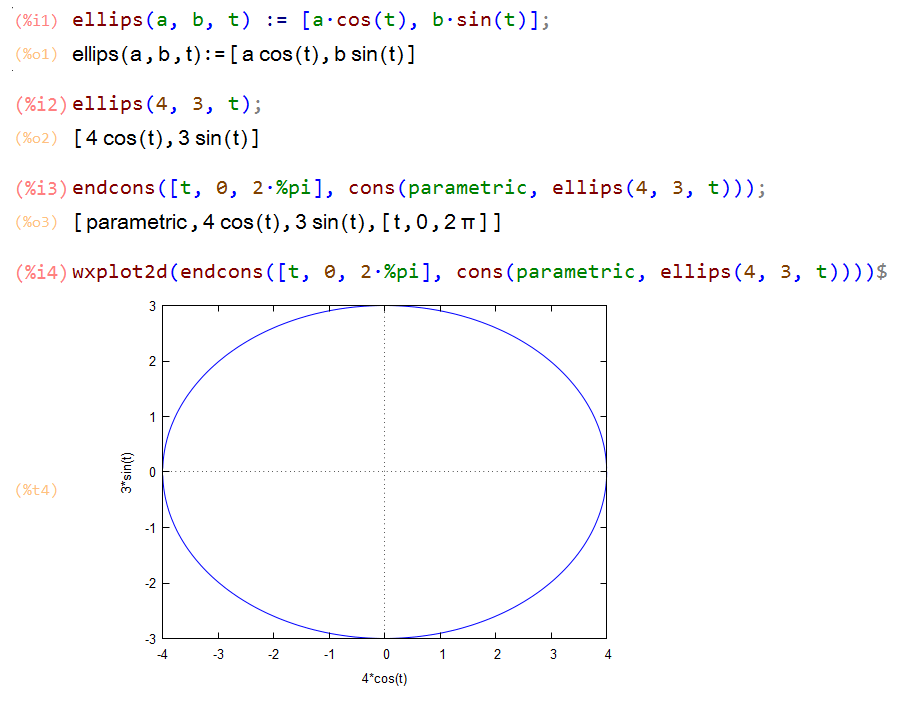 (%i1) ellips(a, b, t) := [a·cos(t), b·sin(t)];
(%o1) ellips(a,b,t):=[a cos(t),b sin(t)]
(%i2) ellips(4, 3, t);
(%o2) [4 cos(t),3 sin(t)]
(%i3) endcons([t, 0, 2·%pi], cons(parametric, ellips(4, 3, t)));
(%o3) [parametric,4 cos(t),3 sin(t),[t,0,2π]]
(%i4) wxplot2d(endcons([t, 0, 2·%pi], cons(parametric, ellips(4, 3, t))))$
(%t4)
3*sin(t)
3
2
1
0
-1
-2
-3
-4 -3 -2 -1 0 1 2 3 4
4*cos(t)